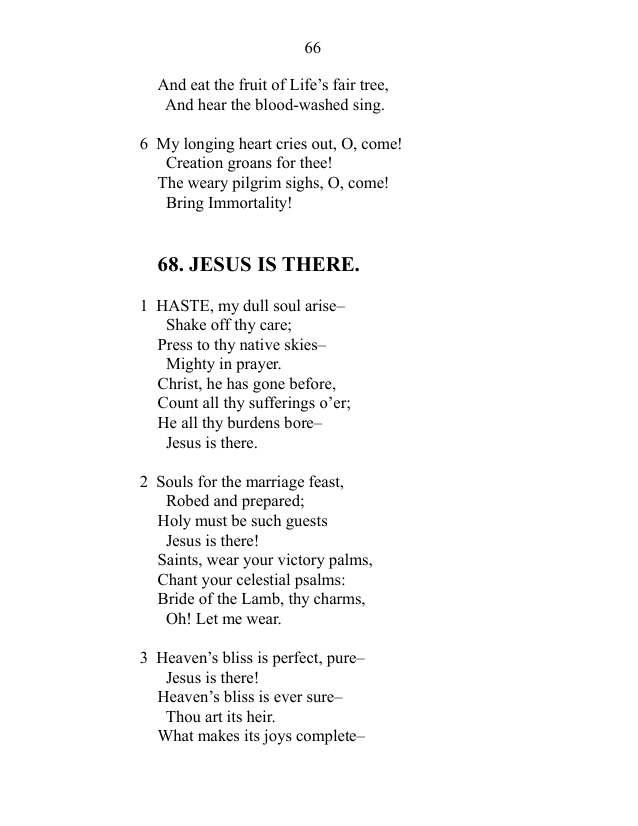 66
And eat the fruit of Life’s fair tree,
And hear the blood-washed sing.
6 My longing heart cries out, O, come!
Creation groans for thee!
The weary pilgrim sighs, O, come!
Bring Immortality!
68. JESUS IS THERE.
1 HASTE, my dull soul arise–
Shake off thy care;
Press to thy native skies–
Mighty in prayer.
Christ, he has gone before,
Count all thy sufferings o’er;
He all thy burdens bore–
Jesus is there.
2 Souls for the marriage feast,
Robed and prepared;
Holy must be such guests
Jesus is there!
Saints, wear your victory palms,
Chant your celestial psalms:
Bride of the Lamb, thy charms,
Oh! Let me wear.
3 Heaven’s bliss is perfect, pure–
Jesus is there!
Heaven’s bliss is ever sure–
Thou art its heir.
What makes its joys complete–